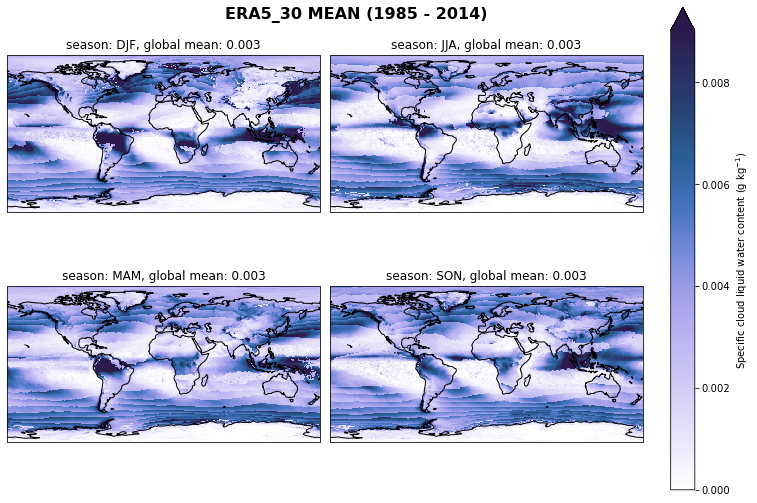 ERA5_30 MEAN (1985 - 2014)
season: DJF, global mean: 0.003
season: JJA, global mean: 0.003
season: MAM, global mean: 0.003
season: SON, global mean: 0.003
0.008
0.006
0.004
0.002
0.000
Specific cloud liquid water content (g kg⁻¹)